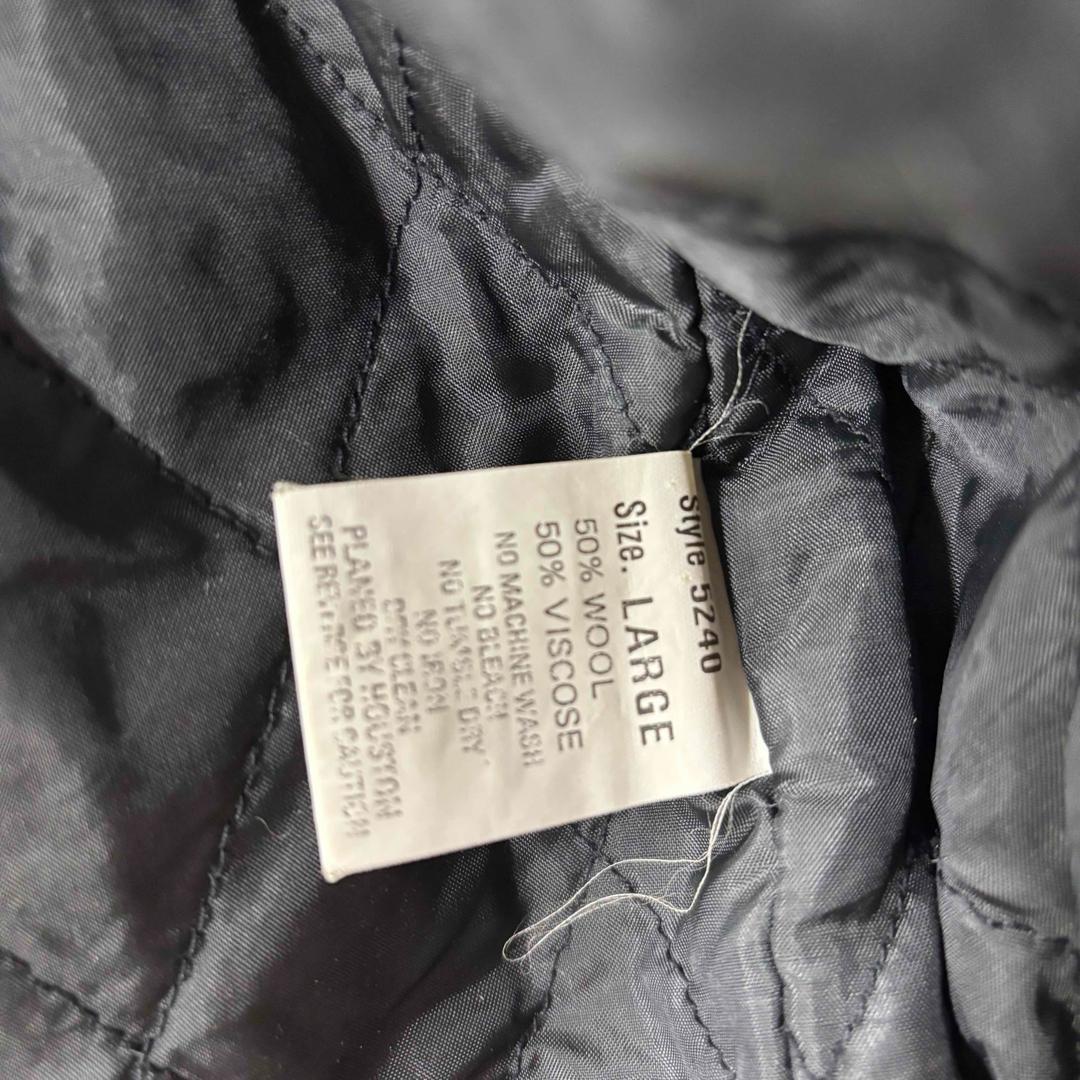 Style 5240
Size. LARGE
50% WOOL
50% VISCOSE
NO MACHINE WASH
NO BLEACH
NO TUMBLE DRY
NO IRON
DRY CLEAN
PLANED BY HOUSTON
SEE REVERSE FOR CAUTION